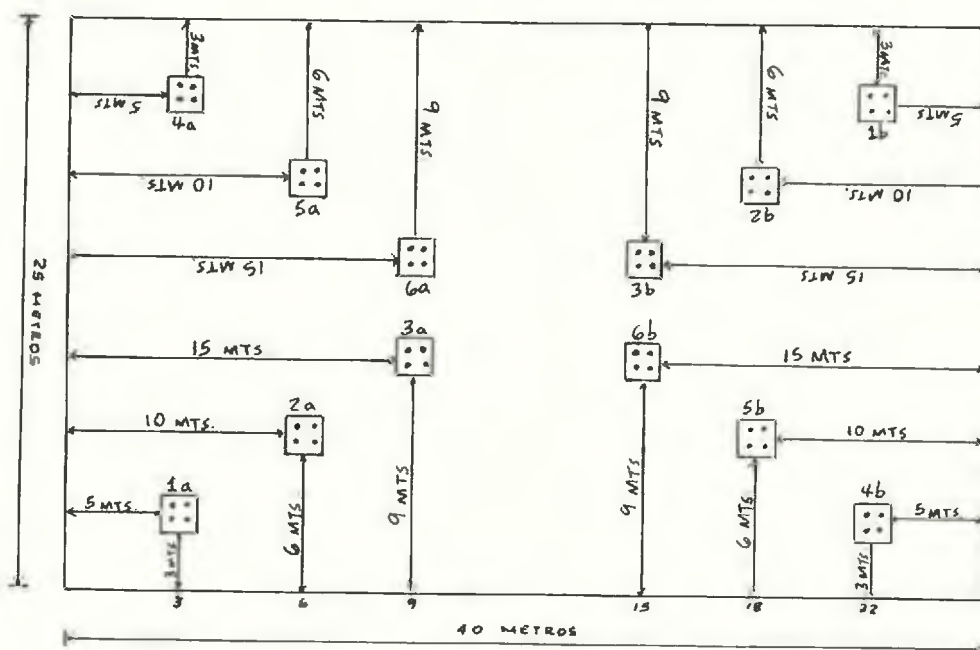 3 MTS
6 MTS
9 MTS
9 MTS
6 MTS
3 MTS
5 MTS
4a
1b
5 MTS
10 MTS
5a
2b
10 MTS.
15 MTS
6a
3b
15 MTS
25 METROS
3a
6b
15 MTS
15 MTS
2a
5b
10 MTS.
10 MTS
1a
4b
5 MTS.
5 MTS.
3 MTS
6 MTS.
9 MTS
9 MTS
6 MTS
3 MTS
3 6 9 15 18 22
40 METROS